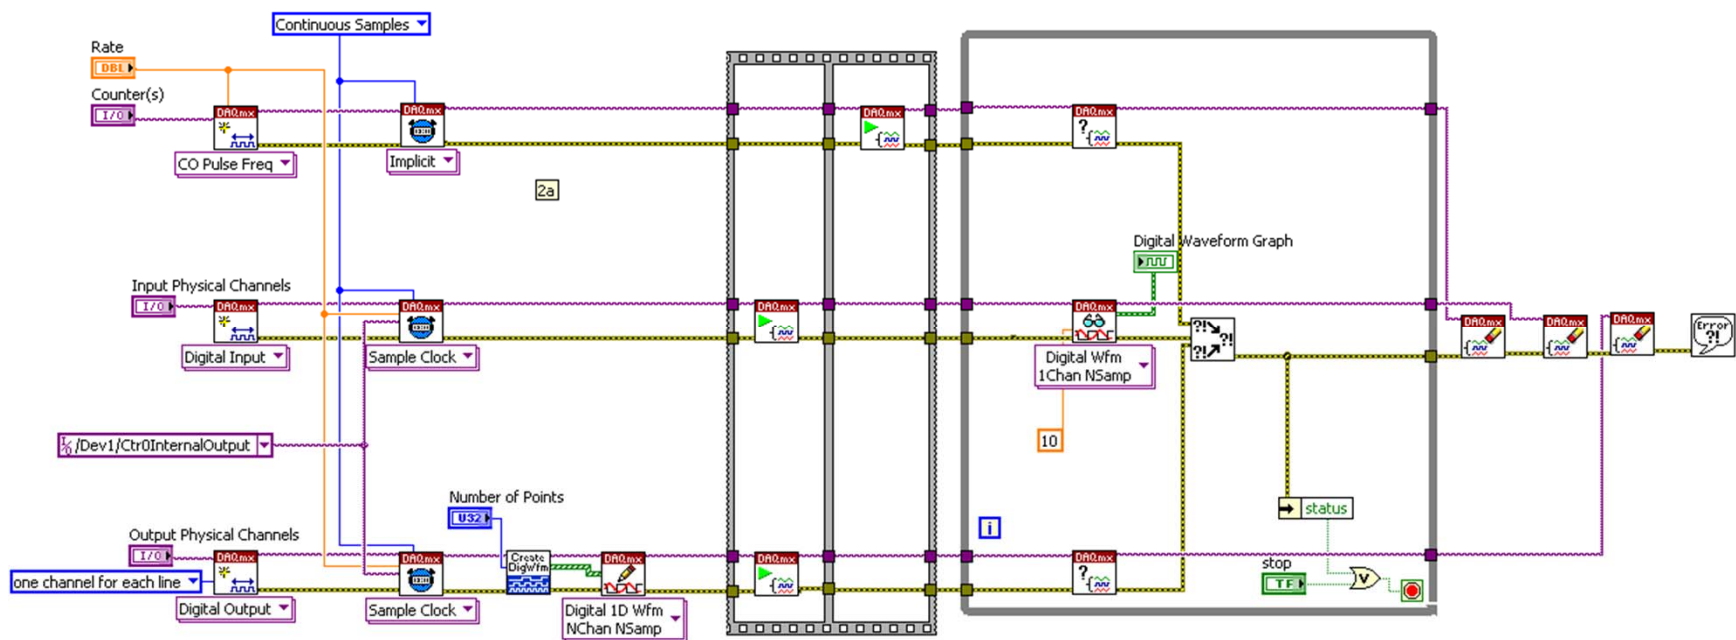 Continuous Samples
Rate
DBL
Counter(s)
I/O
DAQmx
DAQmx
DAQmx
DAQmx
CO Pulse Freq
Implicit
2a
Digital Waveform Graph
Input Physical Channels
I/O
DAQmx
DAQmx
DAQmx
DAQmx
DAQmx
DAQmx
DAQmx
?!
?!
?!
Error
?!
Digital Input
Sample Clock
Digital Wfm
1Chan NSamp
10
I/O /Dev1/Ctr0InternalOutput
Number of Points
U32
status
i
Output Physical Channels
I/O
DAQmx
DAQmx
Create
DigWfm
DAQmx
DAQmx
DAQmx
stop
TF
V
one channel for each line
Digital Output
Sample Clock
Digital 1D Wfm
NChan NSamp